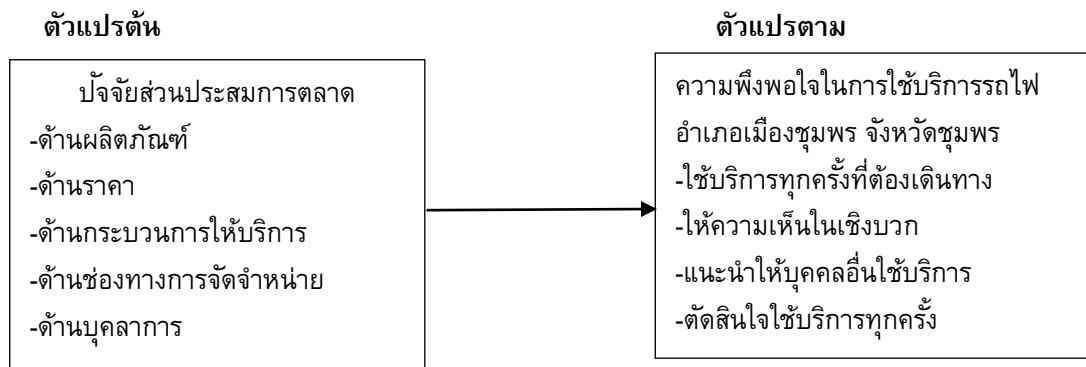 ตัวแปรต้น
ปัจจัยส่วนประสมการตลาด
-ด้านผลิตภัณฑ์
-ด้านราคา
-ด้านกระบวนการให้บริการ
-ด้านช่องทางการจัดจำหน่าย
-ด้านบุคลาการ
ตัวแปรตาม
ความพึงพอใจในการใช้บริการรถไฟ
อำเภอเมืองชุมพร จังหวัดชุมพร
-ใช้บริการทุกครั้งที่ต้องเดินทาง
-ให้ความเห็นในเชิงบวก
-แนะนำให้บุคคลอื่นใช้บริการ
-ตัดสินใจใช้บริการทุกครั้ง